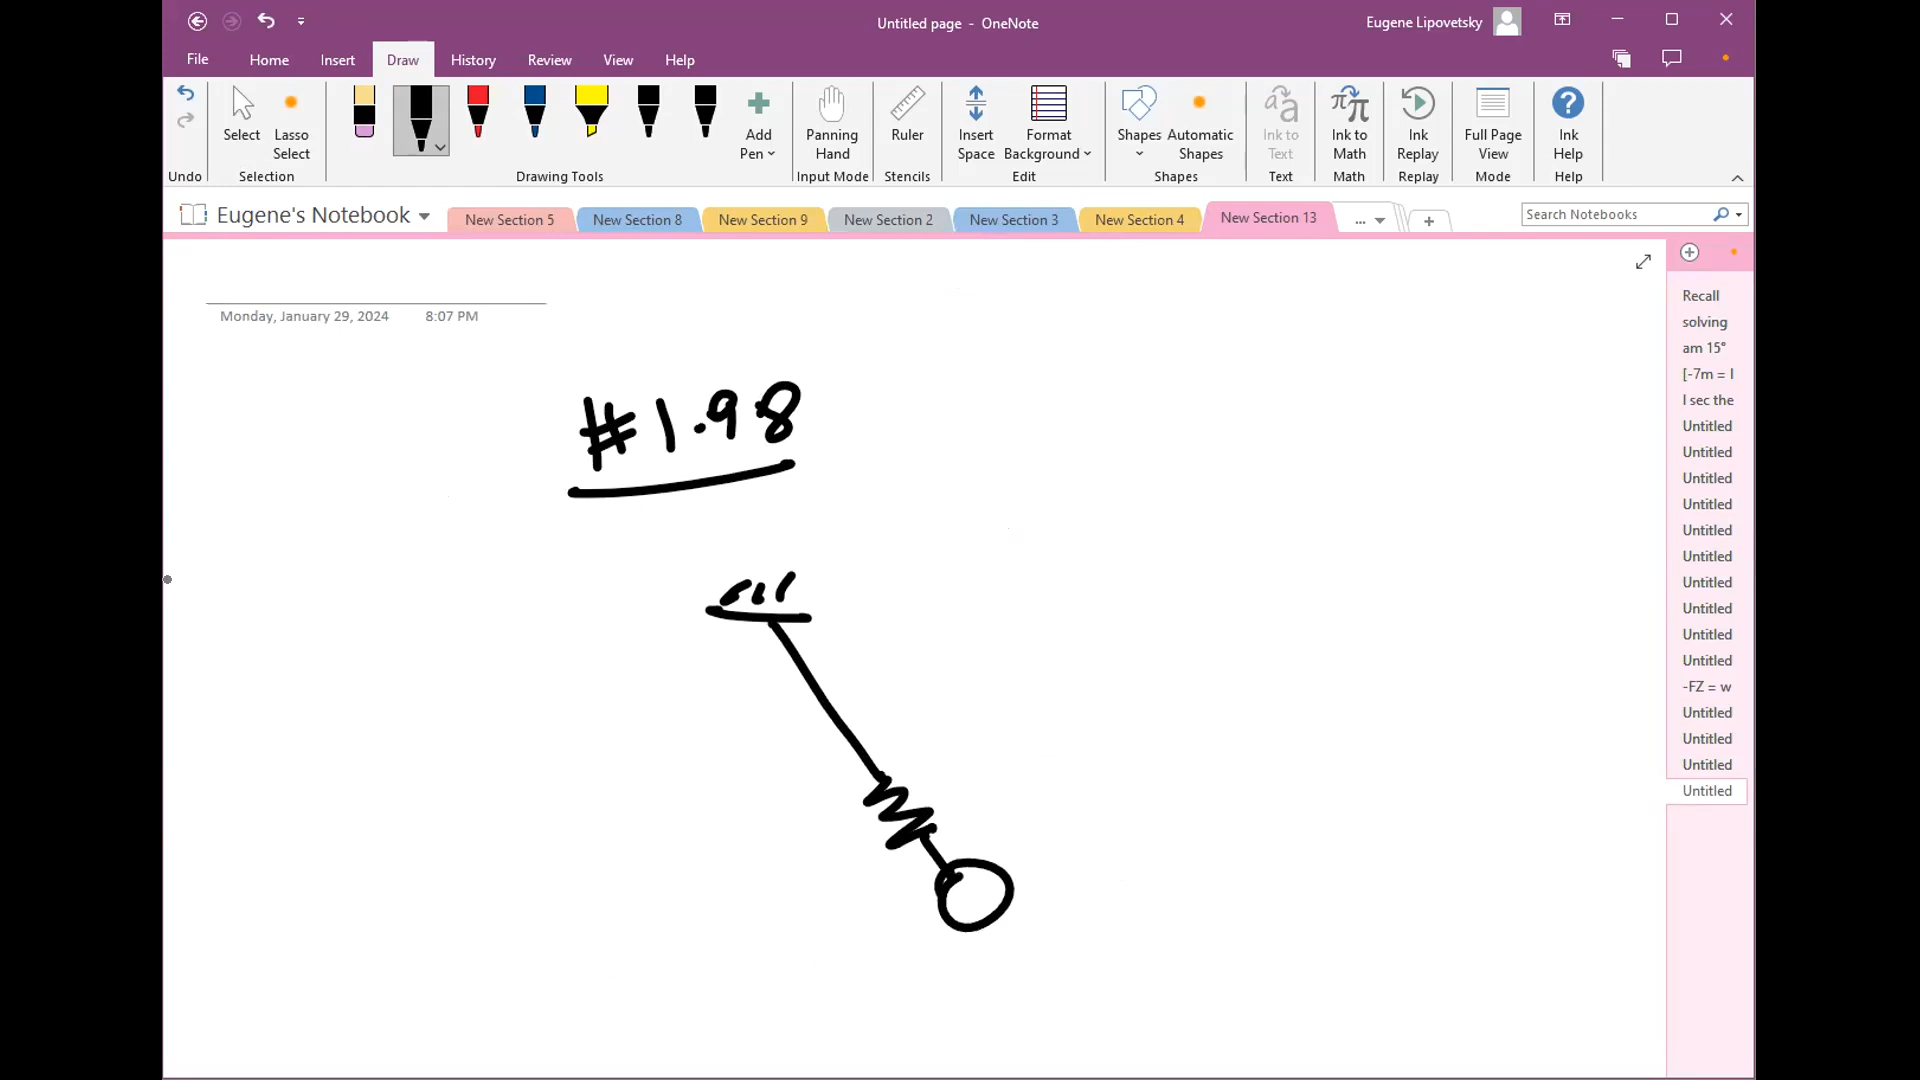 Untitled page - OneNote
Eugene Lipovetsky
File Home Insert Draw History Review View Help
Select
Lasso Select
Add Pen
Panning Hand
Ruler
Insert Space
Format Background
Shapes
Automatic Shapes
Ink to Text
Ink to Math
Ink Replay
Full Page View
Ink Help
Undo Selection Drawing Tools Input Mode Stencils Edit Shapes Text Math Replay Mode Help
Eugene's Notebook New Section 5 New Section 8 New Section 9 New Section 2 New Section 3 New Section 4 New Section 13 ... Search Notebooks
Monday, January 29, 2024 8:07 PM
#1.98
Recall
solving
am 15°
[-7m = I
I sec the
Untitled
Untitled
Untitled
Untitled
Untitled
Untitled
Untitled
Untitled
Untitled
Untitled
-FZ = w
Untitled
Untitled
Untitled
Untitled